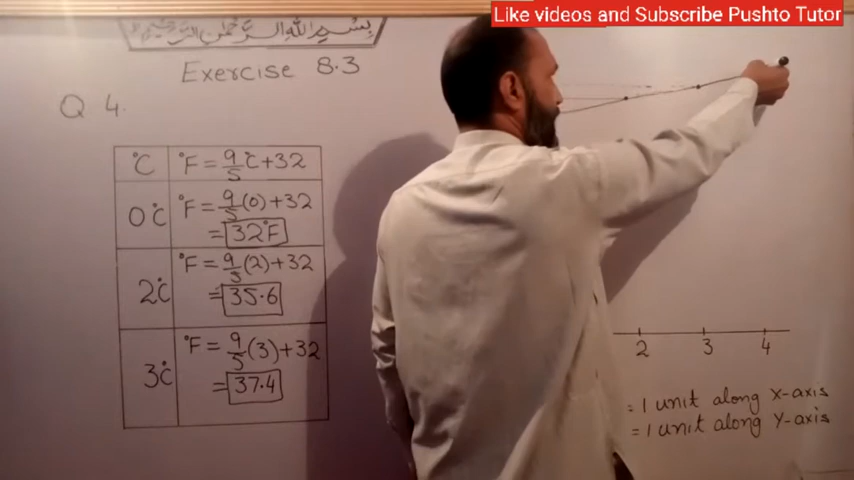 Like videos and Subscribe Pushto Tutor
بسم الله الرحمن الرحيم
Exercise 8.3
Q 4.
°C °F = 9/5 °C + 32
0°C °F = 9/5 (0) + 32
= 32°F
2°C °F = 9/5 (2) + 32
= 35.6
3°C °F = 9/5 (3) + 32
= 37.4
2 3 4
= 1 unit along X-axis
= 1 unit along Y-axis